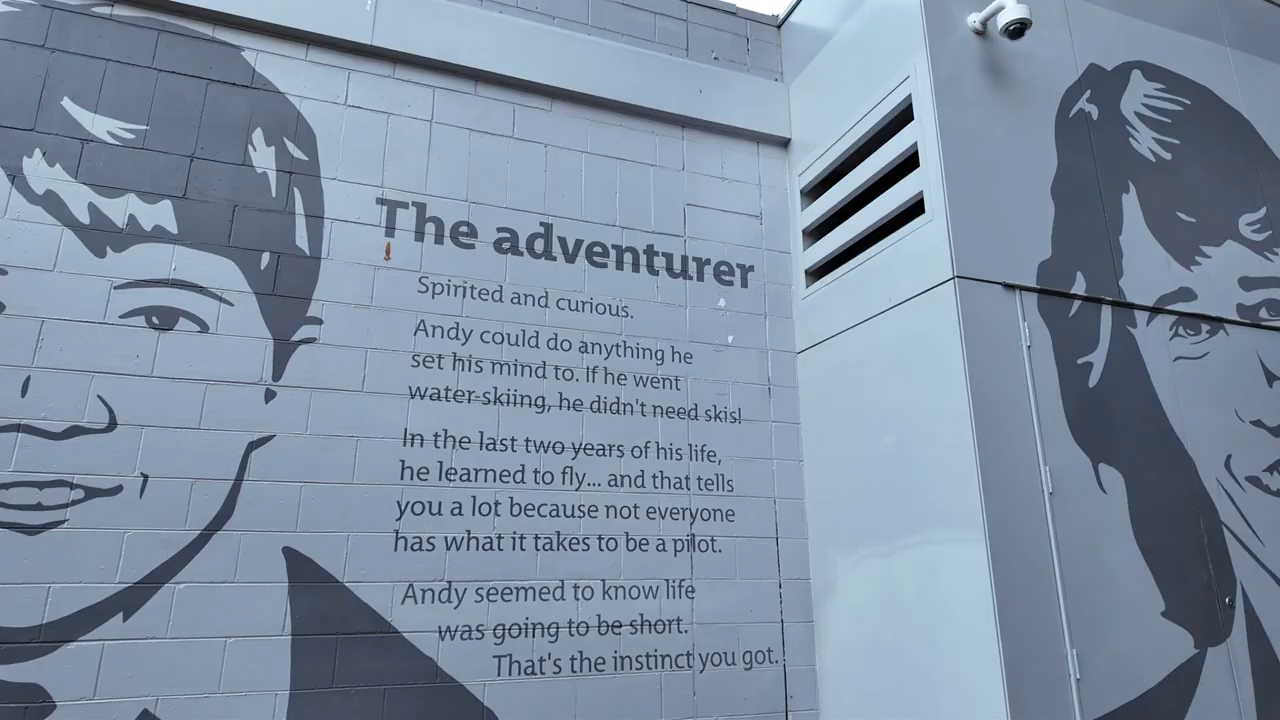 The adventurer
Spirited and curious.
Andy could do anything he
set his mind to. If he went
water-skiing, he didn't need skis!
In the last two years of his life,
he learned to fly... and that tells
you a lot because not everyone
has what it takes to be a pilot.
Andy seemed to know life
was going to be short.
That's the instinct you got.